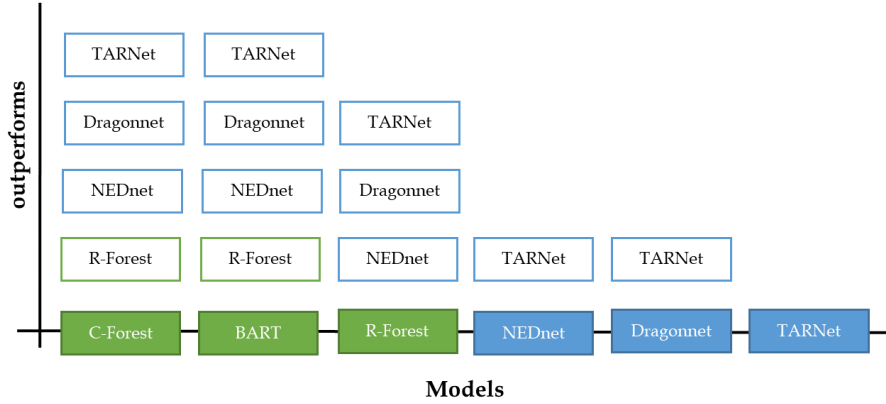 outperforms
TARNet TARNet
Dragonnet Dragonnet TARNet
NEDnet NEDnet Dragonnet
R-Forest R-Forest NEDnet TARNet TARNet
C-Forest BART R-Forest NEDnet Dragonnet TARNet
Models